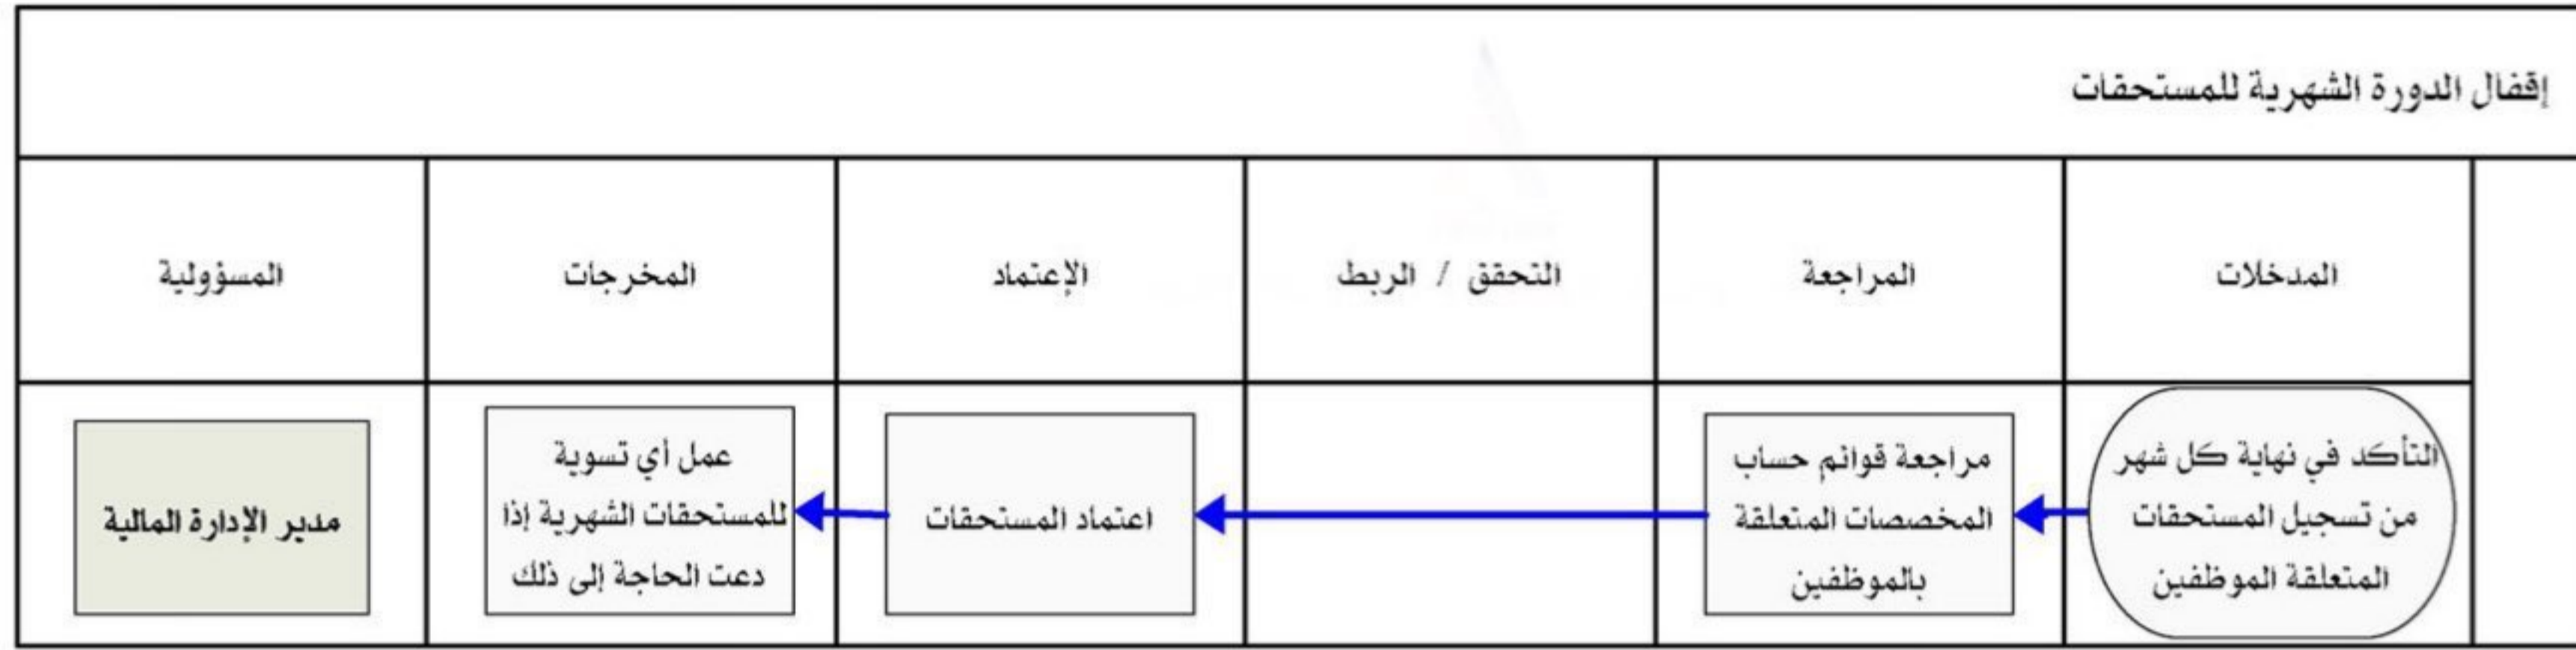 إقفال الدورة الشهرية للمستحقات
المدخلات
المراجعة
التحقق / الربط
الإعتماد
المخرجات
المسؤولية
التأكد في نهاية كل شهر
من تسجيل المستحقات
المتعلقة الموظفين
مراجعة قوائم حساب
المخصصات المتعلقة
بالموظفين
اعتماد المستحقات
عمل أي تسوية
للمستحقات الشهرية إذا
دعت الحاجة إلى ذلك
مدير الإدارة المالية